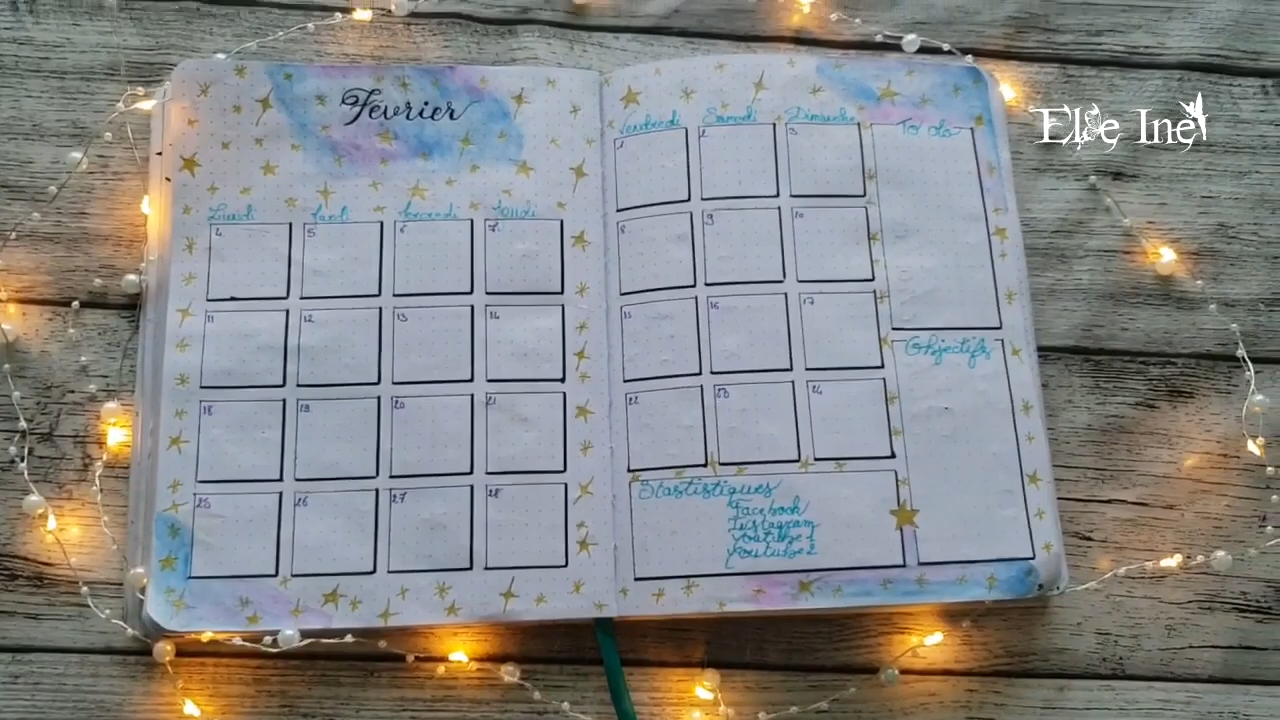 Février
Lundi Mardi Mercredi Jeudi
4 5 6 7
11 12 13 14
18 19 20 21
25 26 27 28
Vendredi Samedi Dimanche
1 2 3
8 9 10
15 16 17
22 23 24
To do
Objectifs
Stastistiques
Facebook
Instagram
Youtube 1
Youtube 2
Elle Ine